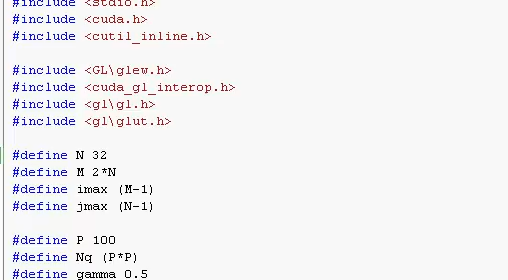 #include <stdio.h>
#include <cuda.h>
#include <cutil_inline.h>
#include <GL\glew.h>
#include <cuda_gl_interop.h>
#include <gl\gl.h>
#include <gl\glut.h>
#define N 32
#define M 2*N
#define imax (M-1)
#define jmax (N-1)
#define P 100
#define Nq (P*P)
#define gamma 0.5